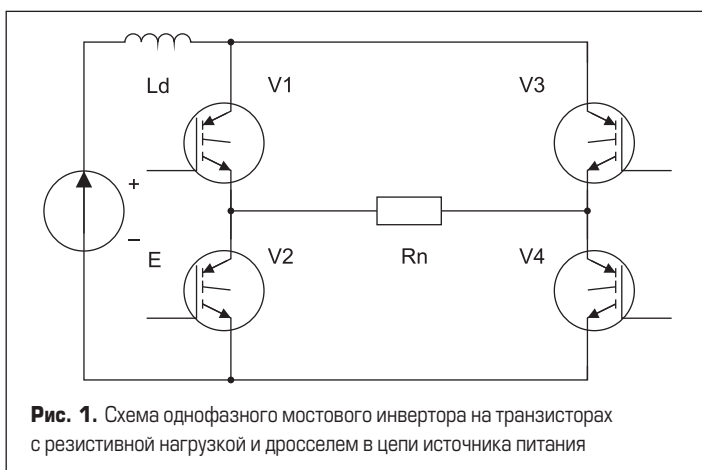 Ld
V1
V3
+
−
E
V2
Rn
V4
Рис. 1. Схема однофазного мостового инвертора на транзисторах
с резистивной нагрузкой и дросселем в цепи источника питания